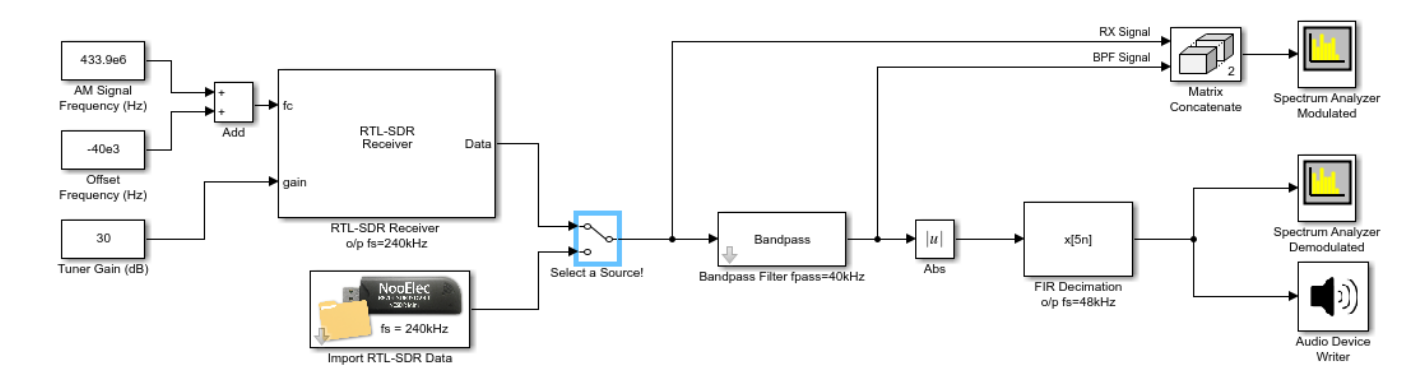 433.9e6
AM Signal
Frequency (Hz)
-40e3
Offset
Frequency (Hz)
30
Tuner Gain (dB)
+
+
Add
fc
gain
RTL-SDR
Receiver
Data
RTL-SDR Receiver
o/p fs=240kHz
NooElec
fs = 240kHz
Import RTL-SDR Data
Select a Source!
Bandpass
Bandpass Filter fpass=40kHz
|u|
Abs
x[5n]
FIR Decimation
o/p fs=48kHz
RX Signal
BPF Signal
2
Matrix
Concatenate
Spectrum Analyzer
Modulated
Spectrum Analyzer
Demodulated
Audio Device
Writer